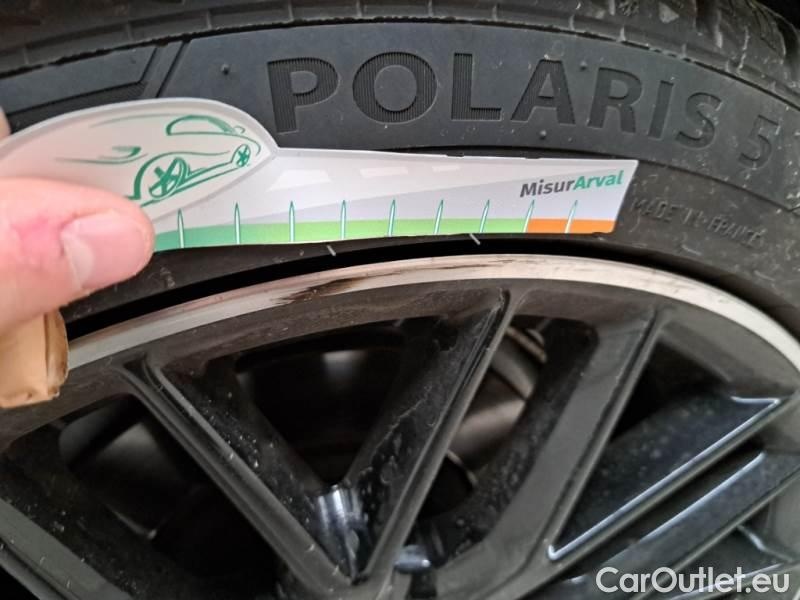 POLARIS 5
MisurArval
MADE IN FRANCE
CarOutlet.eu